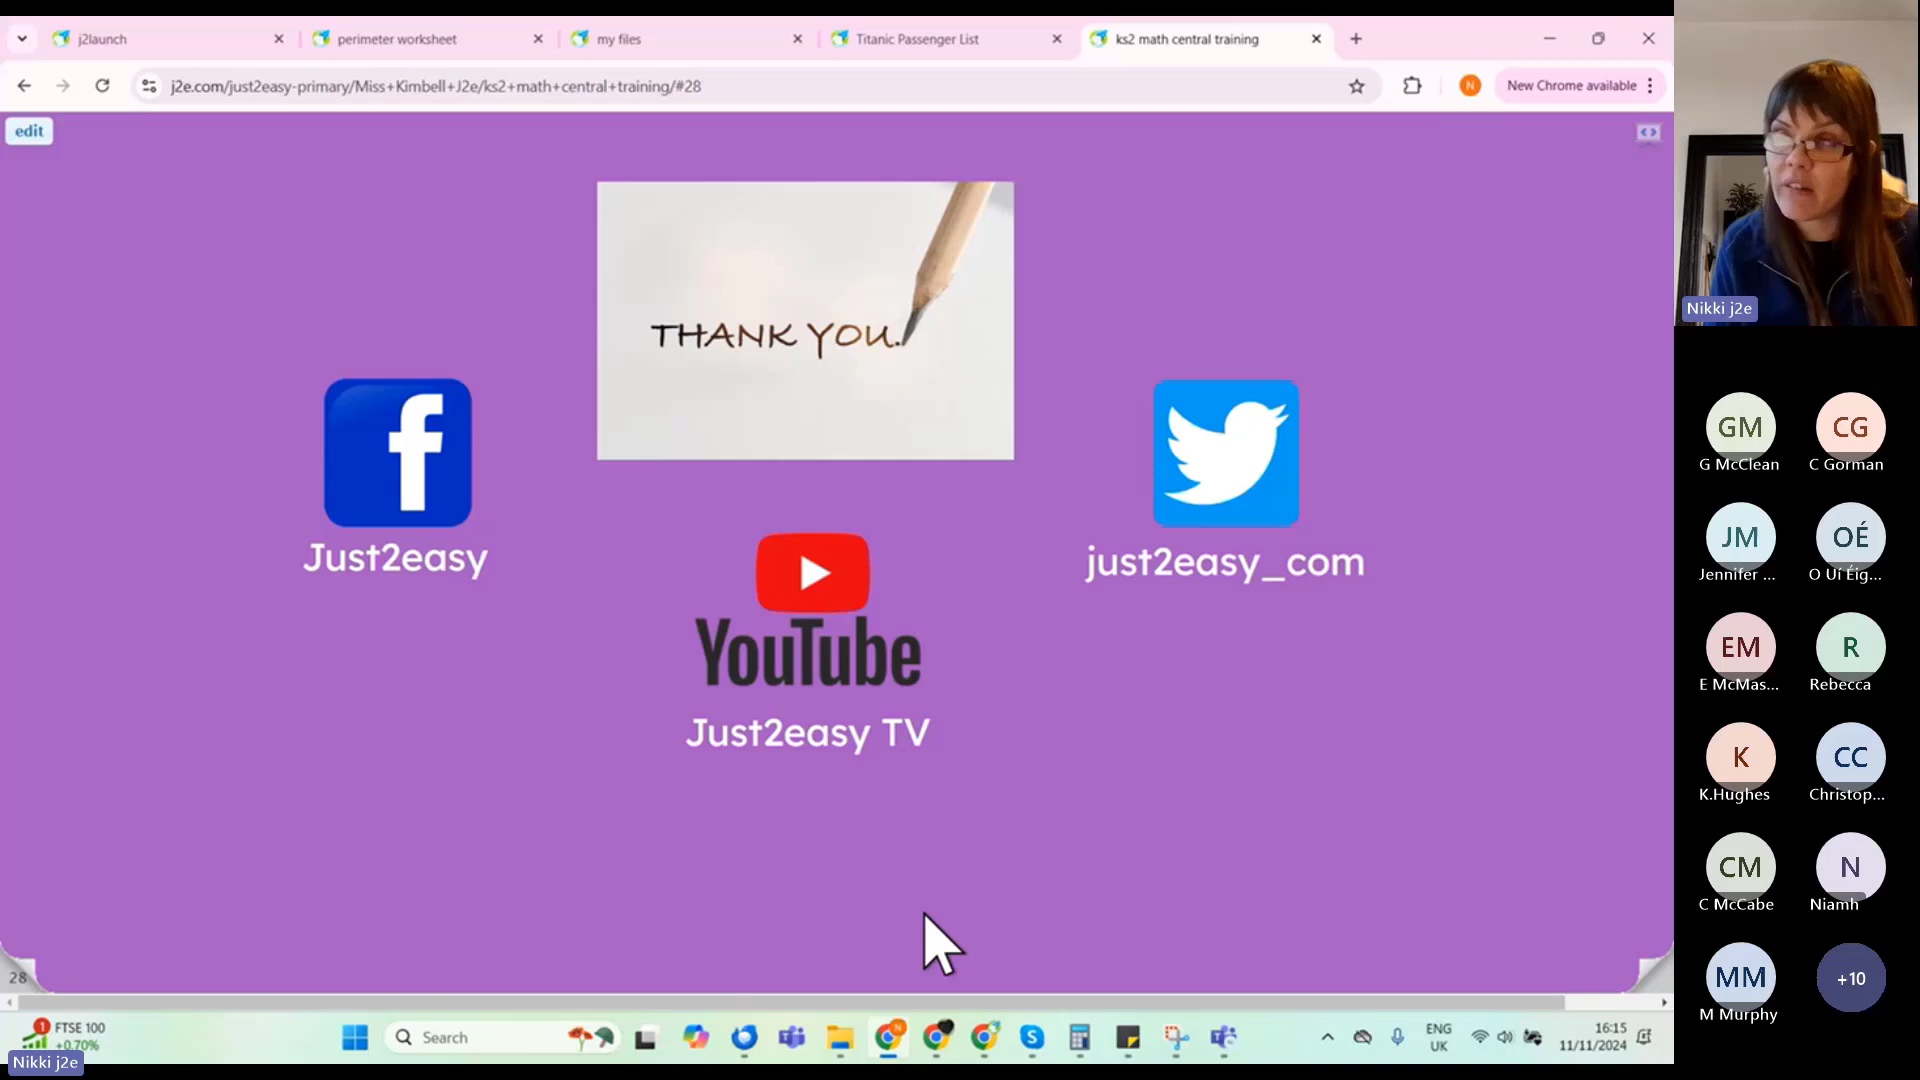 j2launch
perimeter worksheet
my files
Titanic Passenger List
ks2 math central training
j2e.com/just2easy-primary/Miss+Kimbell+J2e/ks2+math+central+training/#28
N
New Chrome available
edit
THANK YOU.
f
Just2easy
just2easy_com
YouTube
Just2easy TV
28
Nikki j2e
GM
CG
G McClean
C Gorman
JM
OÉ
Jennifer ...
O Uí Éig...
EM
R
E McMas...
Rebecca
K
CC
K.Hughes
Christop...
CM
N
C McCabe
Niamh
MM
+10
M Murphy
1
FTSE 100
+0.70%
Search
ENG
UK
16:15
11/11/2024
Nikki j2e